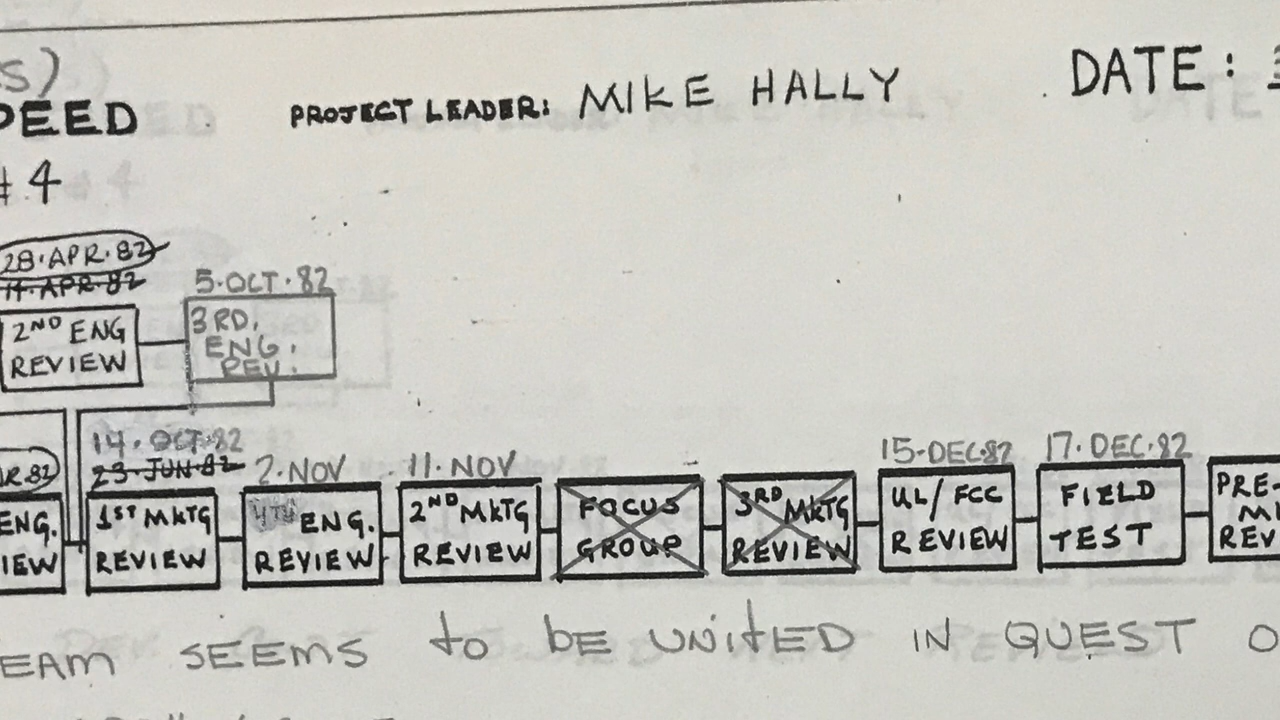 S)
PEED
PROJECT LEADER: MIKE HALLY
DATE:
# 4
28·APR·82
14·APR·82
2ND ENG
REVIEW
5·OCT·82
3RD.
ENG.
REV.
R 82
ENG.
IEW
14·OCT·82
23·JUN·82
1ST MKTG
REVIEW
2·NOV
4TH ENG.
REVIEW
11·NOV
2ND MKTG
REVIEW
FOCUS
GROUP
3RD MKTG
REVIEW
15·DEC82
UL/FCC
REVIEW
17·DEC·82
FIELD
TEST
PRE-
M
REV
EAM SEEMS to bE UNitED IN QUEST O